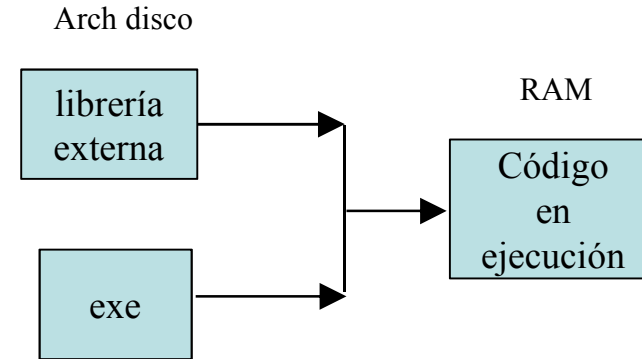 Arch disco
librería
externa
RAM
Código
en
ejecución
exe